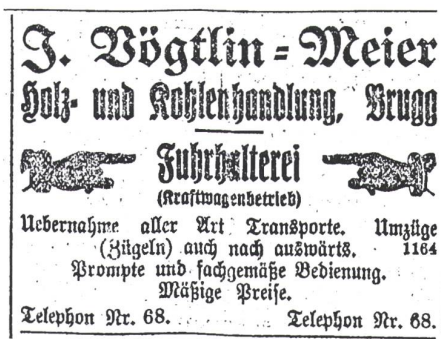 J. Vögtlin-Meier
Holz- und Kohlenhandlung, Brugg
Fuhrhalterei
(Kraftwagenbetrieb)
Uebernahme aller Art Transporte. Umzüge
(Zügeln) auch nach auswärts. 1164
Prompte und fachgemäße Bedienung.
Mäßige Preise.
Telephon Nr. 68. Telephon Nr. 68.